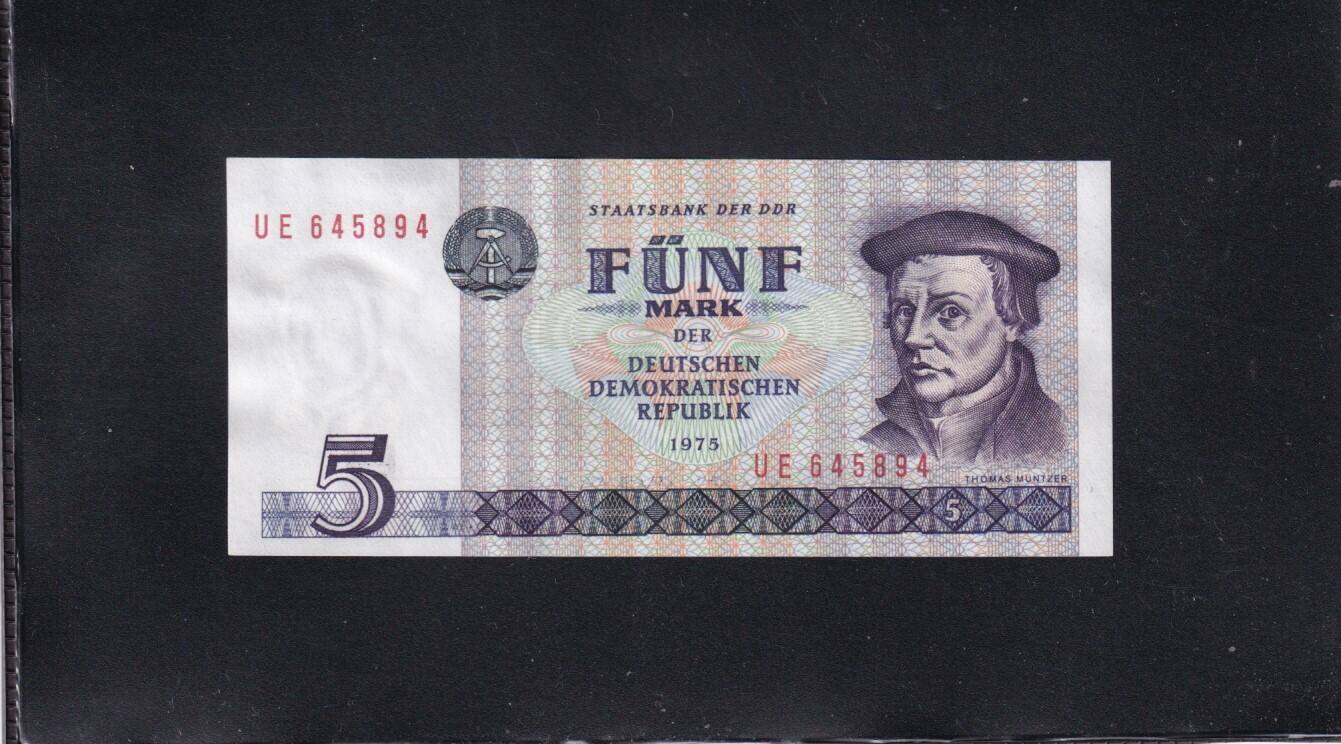 UE 645894
STAATSBANK DER DDR
FÜNF
MARK
DER
DEUTSCHEN
DEMOKRATISCHEN
REPUBLIK
1975
UE 645894
THOMAS MÜNTZER
5
5